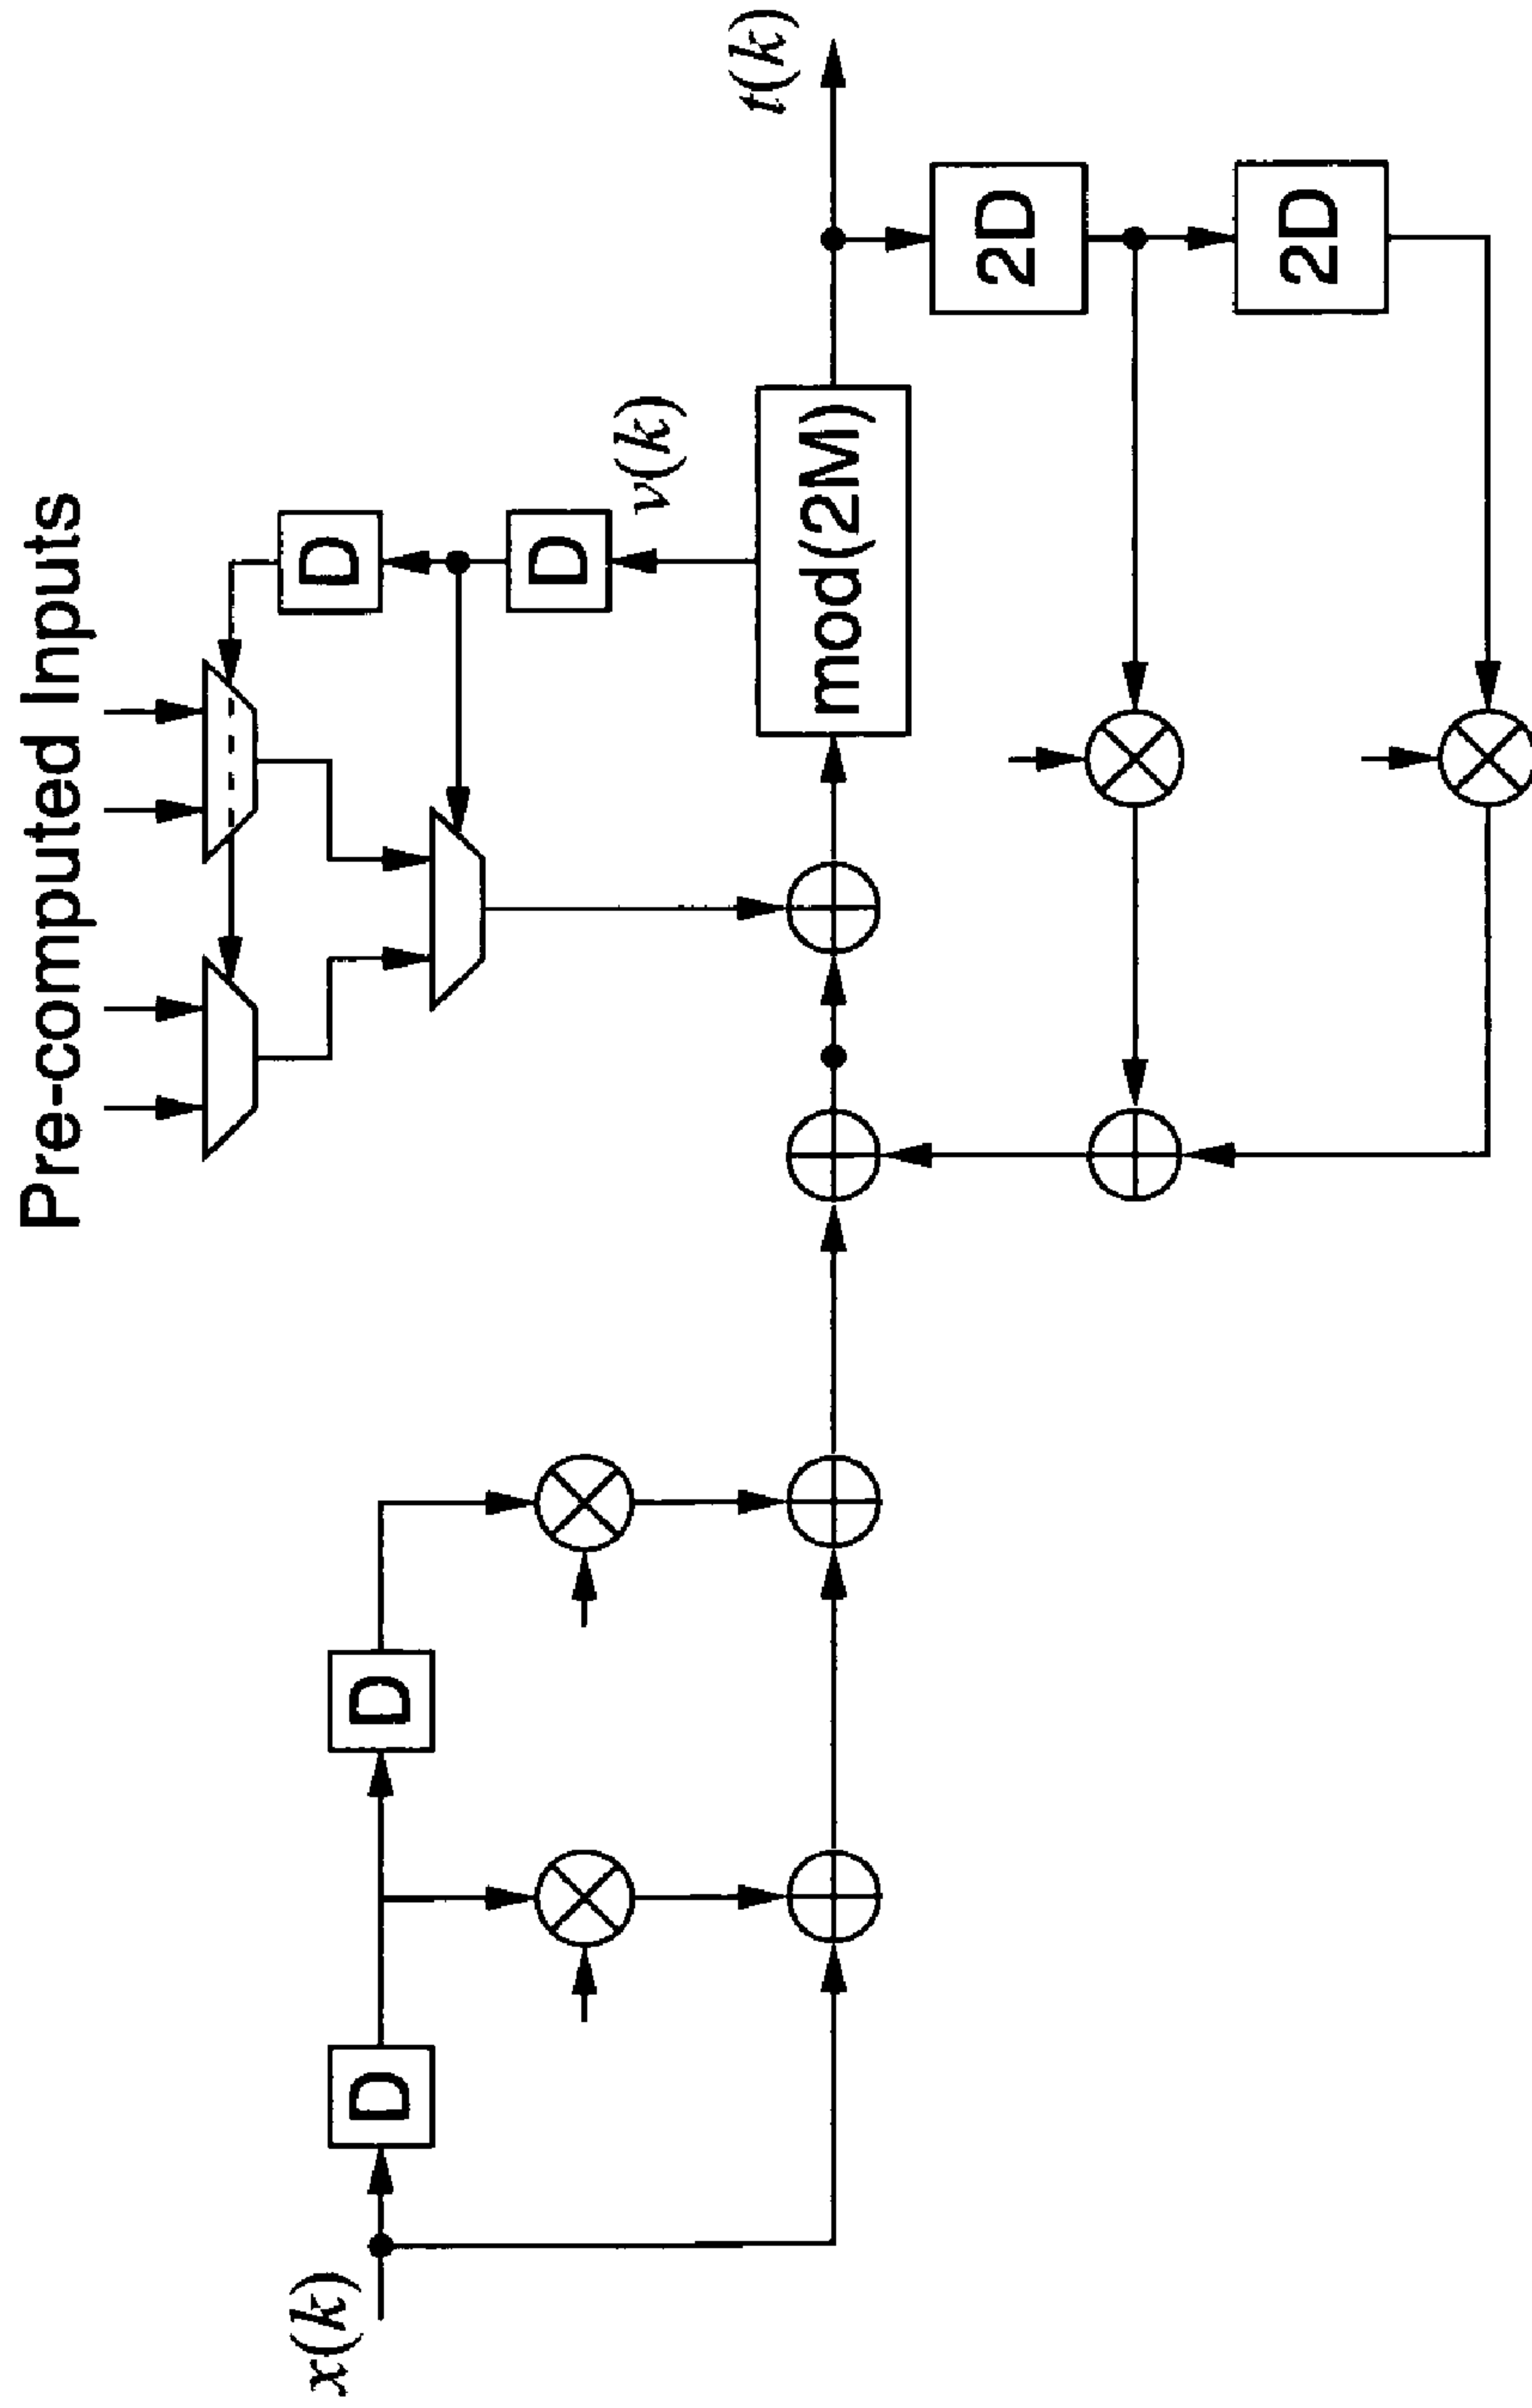 Pre-computed Inputs
x(k)
D
D
D
D
v(k)
mod(2M)
t(k)
2D
2D